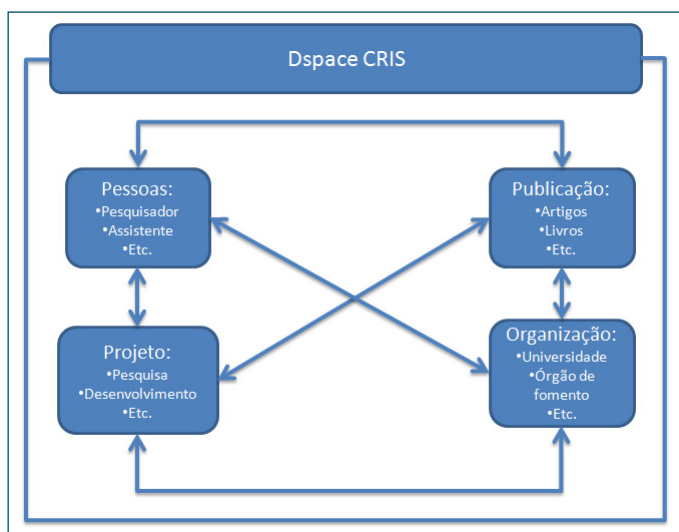 Dspace CRIS
Pessoas:
•Pesquisador
•Assistente
•Etc.
Publicação:
•Artigos
•Livros
•Etc.
Projeto:
•Pesquisa
•Desenvolvimento
•Etc.
Organização:
•Universidade
•Órgão de
fomento
•Etc.